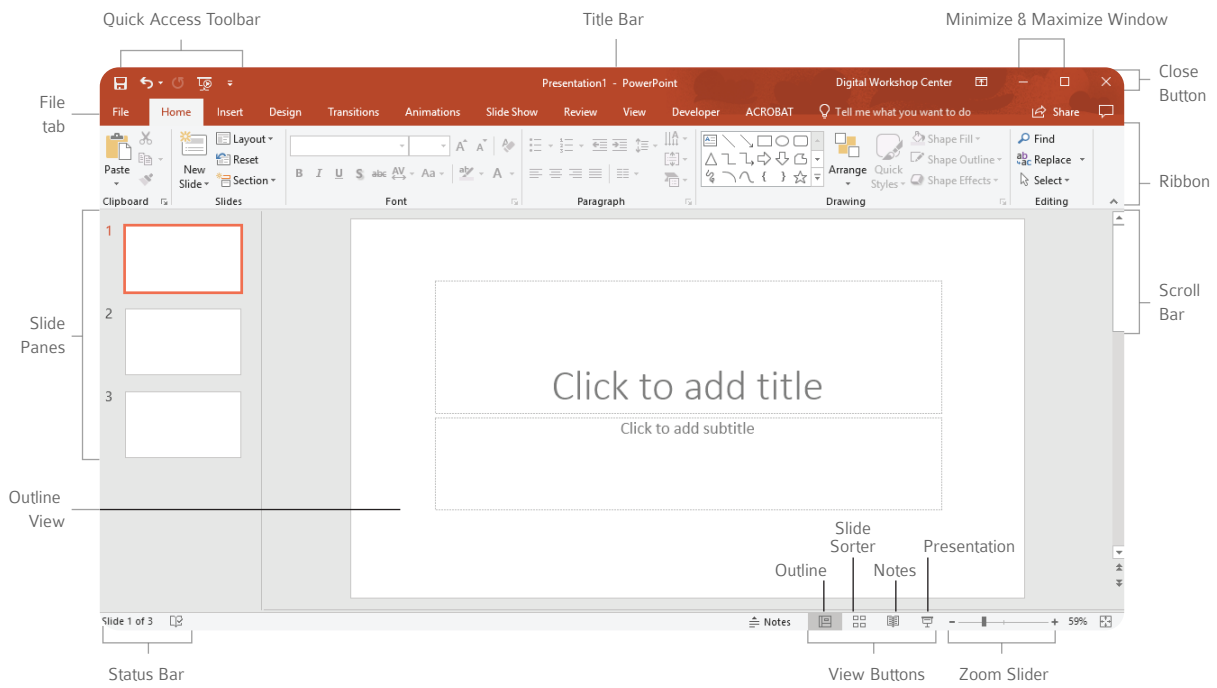 Quick Access Toolbar
Title Bar
Minimize & Maximize Window
Presentation1 - PowerPoint
Digital Workshop Center
Close
Button
File
tab
File
Home
Insert
Design
Transitions
Animations
Slide Show
Review
View
Developer
ACROBAT
Tell me what you want to do
Share
Paste
Clipboard
New
Slide
Layout
Reset
Section
Slides
B I U S abc AV Aa A
A A
Font
Paragraph
Arrange
Quick
Styles
Shape Fill
Shape Outline
Shape Effects
Drawing
Find
Replace
Select
Editing
Ribbon
1
2
3
Slide
Panes
Scroll
Bar
Click to add title
Click to add subtitle
Outline
View
Slide
Sorter
Presentation
Outline
Notes
Slide 1 of 3
Notes
59%
Status Bar
View Buttons
Zoom Slider